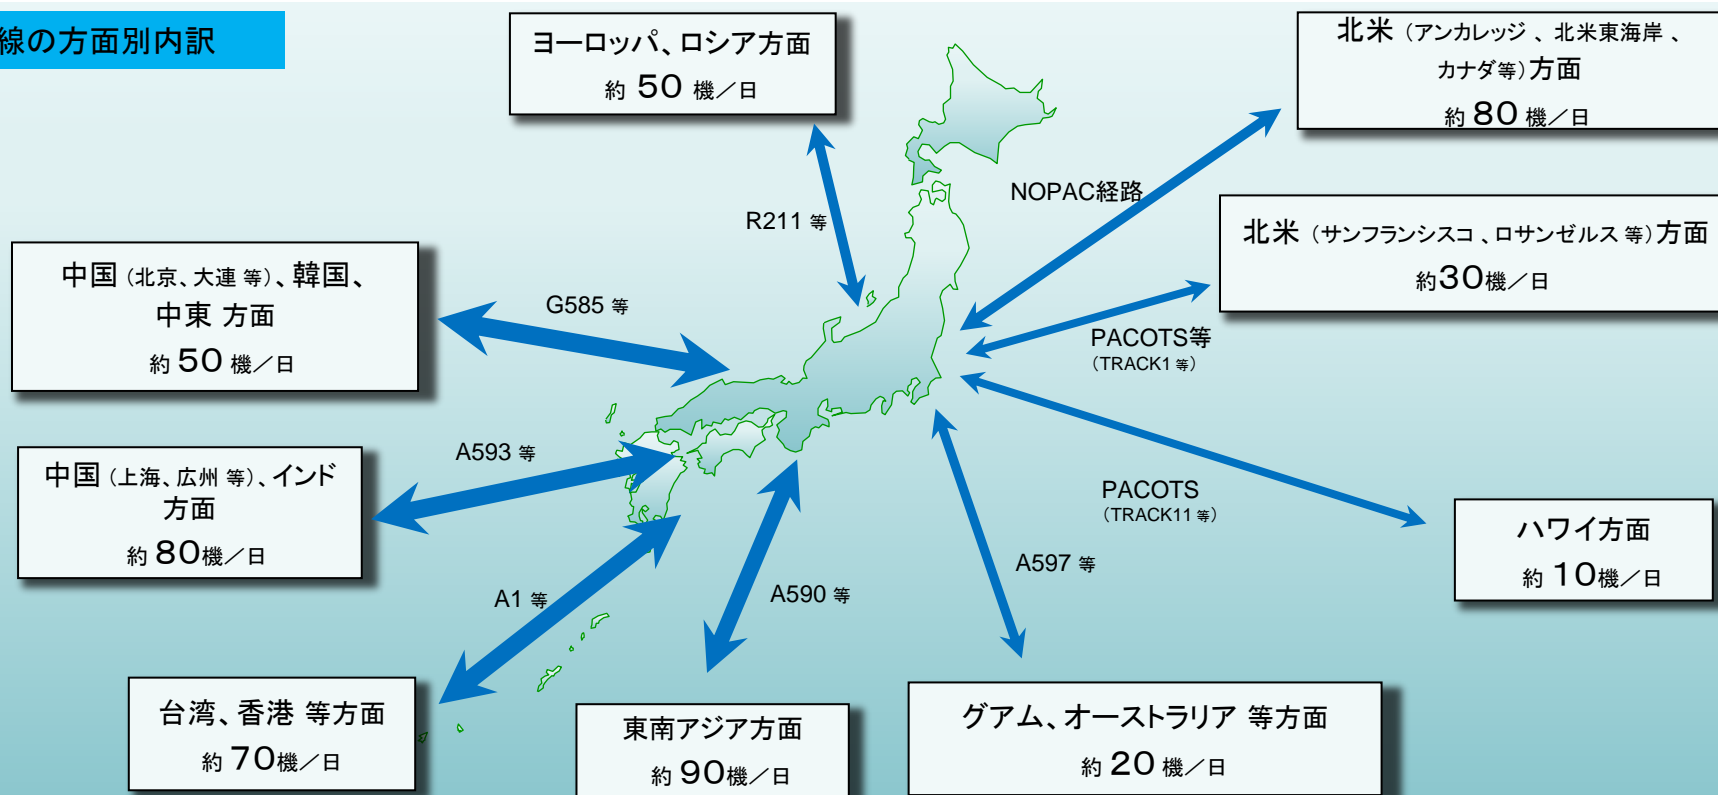 線の方面別内訳
ヨーロッパ、ロシア方面
約 50 機／日
北米 (アンカレッジ 、北米東海岸 、
カナダ等)方面
約 80 機／日
NOPAC経路
R211 等
北米 (サンフランシスコ 、ロサンゼルス 等)方面
約30機／日
中国 (北京、大連 等)、韓国、
中東 方面
約 50 機／日
G585 等
PACOTS等
(TRACK1 等)
中国 (上海、広州 等)、インド
方面
約 80機／日
A593 等
PACOTS
(TRACK11 等)
ハワイ方面
約 10機／日
A597 等
A1 等
A590 等
台湾、香港 等方面
約 70機／日
東南アジア方面
約 90機／日
グアム、オーストラリア 等方面
約 20 機／日